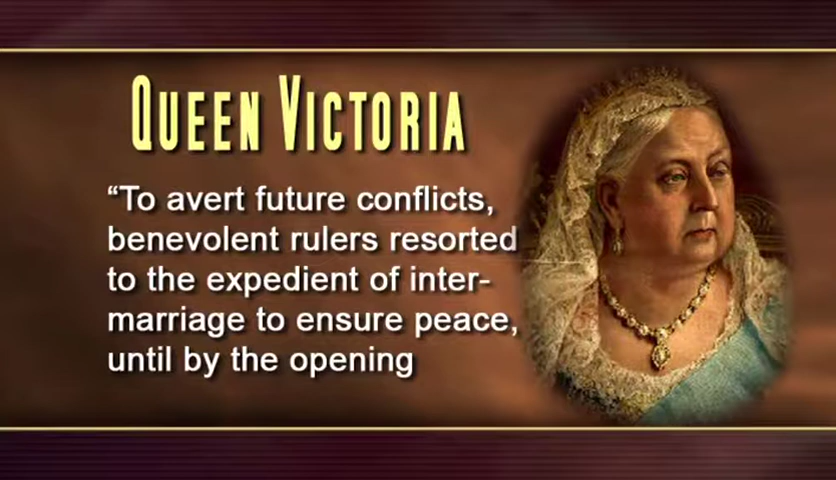 QUEEN VICTORIA
“To avert future conflicts,
benevolent rulers resorted
to the expedient of inter-
marriage to ensure peace,
until by the opening